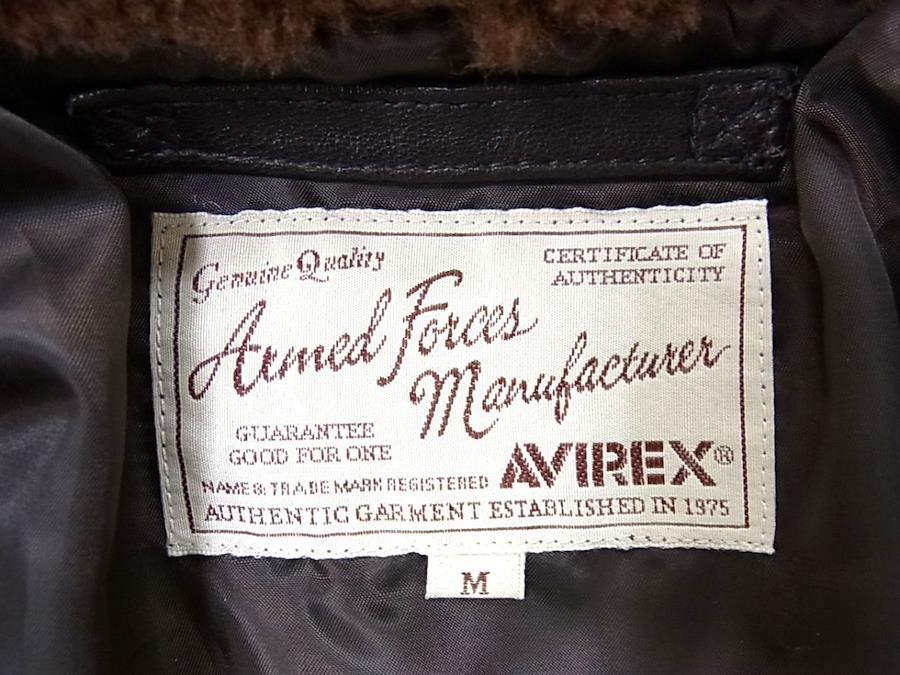 Genuine Quality
CERTIFICATE OF
AUTHENTICITY
Armed Forces
Manufacturer
GUARANTEE
GOOD FOR ONE
AVIREX®
NAME & TRADE MARK REGISTERED
AUTHENTIC GARMENT ESTABLISHED IN 1975
M